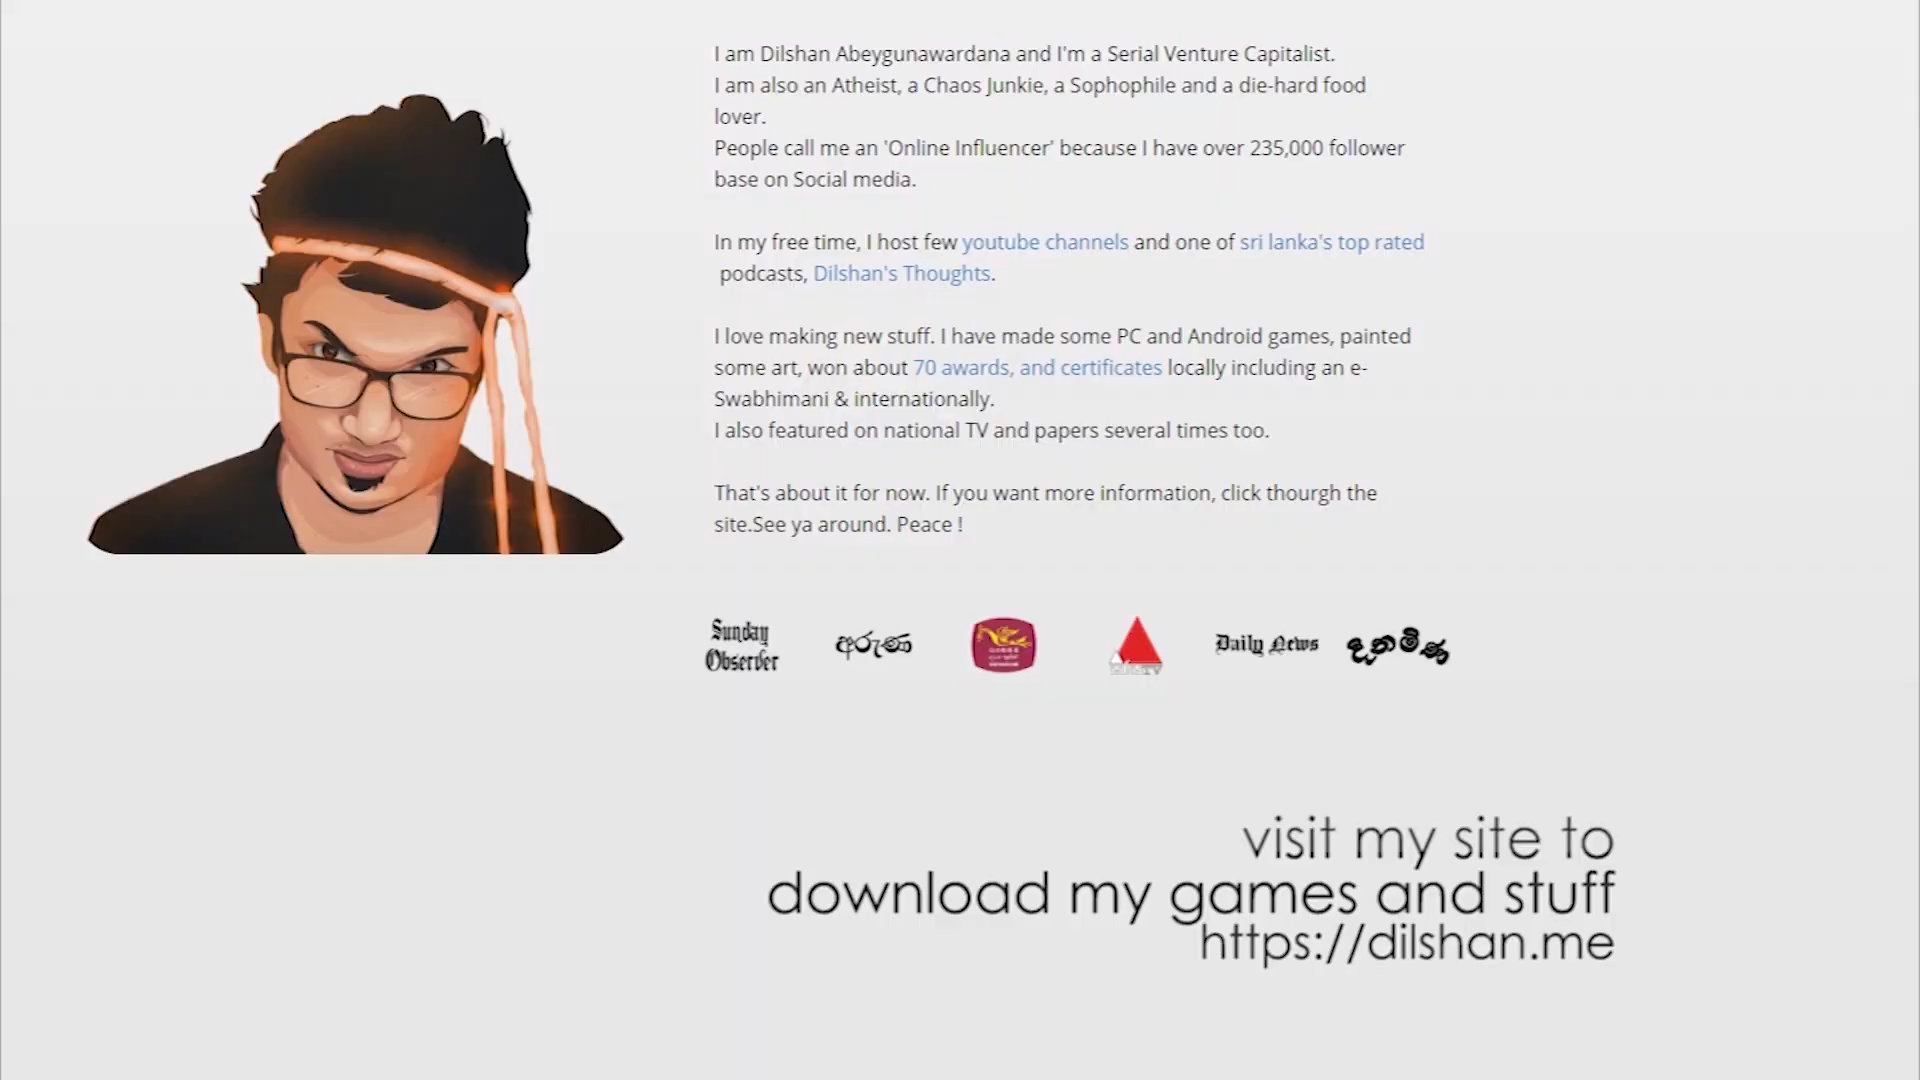 I am Dilshan Abeygunawardana and I'm a Serial Venture Capitalist.
I am also an Atheist, a Chaos Junkie, a Sophophile and a die-hard food
lover.
People call me an 'Online Influencer' because I have over 235,000 follower
base on Social media.
In my free time, I host few youtube channels and one of sri lanka's top rated
podcasts, Dilshan's Thoughts.
I love making new stuff. I have made some PC and Android games, painted
some art, won about 70 awards, and certificates locally including an e-
Swabhimani & internationally.
I also featured on national TV and papers several times too.
That's about it for now. If you want more information, click thourgh the
site.See ya around. Peace !
Sunday
Observer
අරුණ
Daily News
දිනමිණ
visit my site to
download my games and stuff
https://dilshan.me